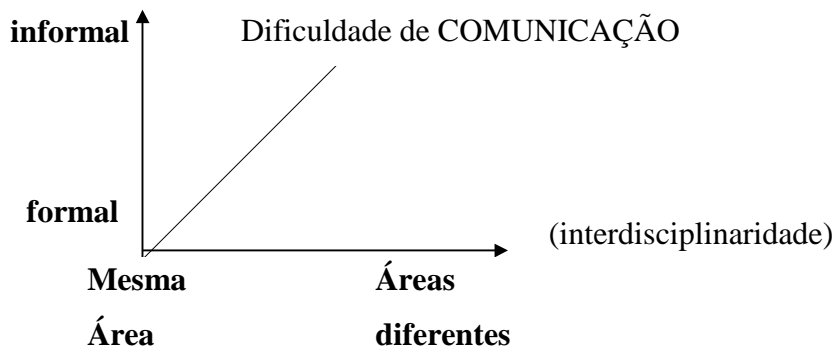 informal
Dificuldade de COMUNICAÇÃO
formal
(interdisciplinaridade)
Mesma
Áreas
Área
diferentes